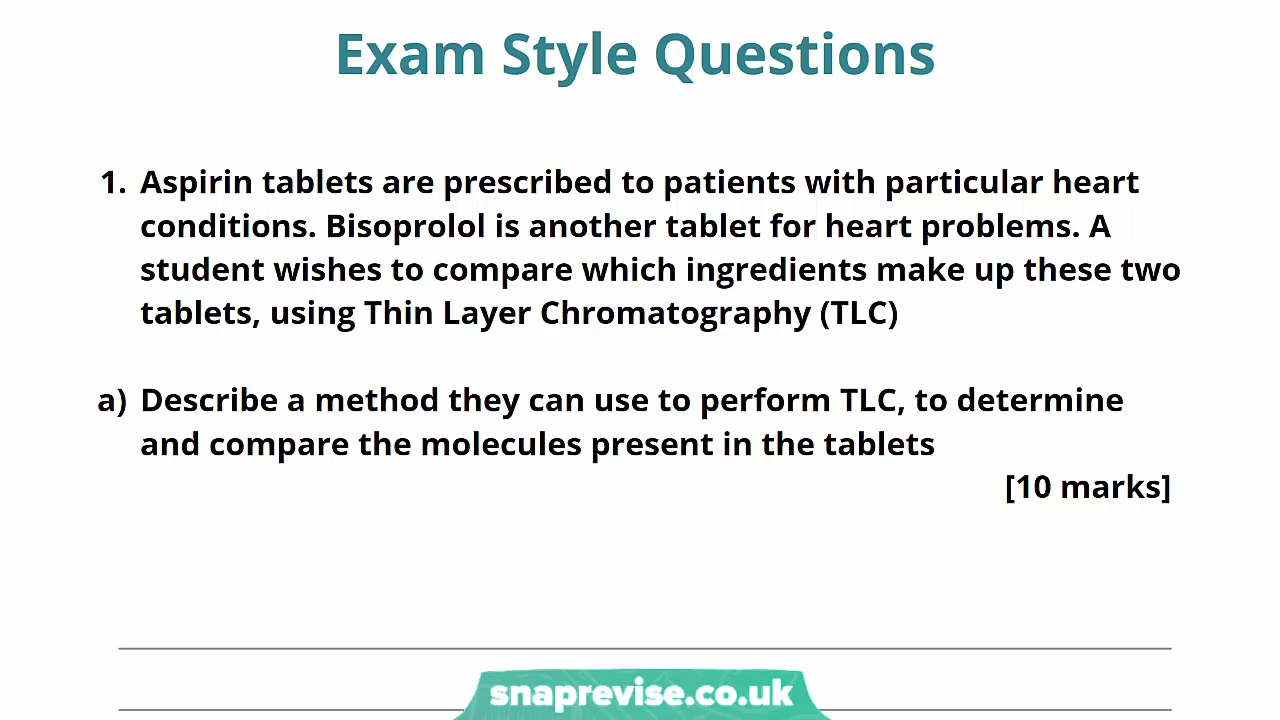 Exam Style Questions
1. Aspirin tablets are prescribed to patients with particular heart
conditions. Bisoprolol is another tablet for heart problems. A
student wishes to compare which ingredients make up these two
tablets, using Thin Layer Chromatography (TLC)
a) Describe a method they can use to perform TLC, to determine
and compare the molecules present in the tablets
[10 marks]
snaprevise.co.uk